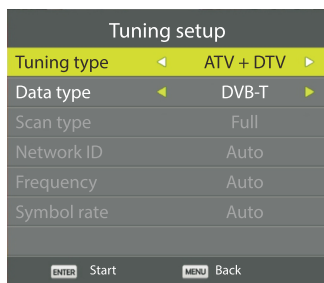 Tuning setup
Tuning type ATV + DTV
Data type DVB-T
Scan type Full
Network ID Auto
Frequency Auto
Symbol rate Auto
ENTER Start MENU Back